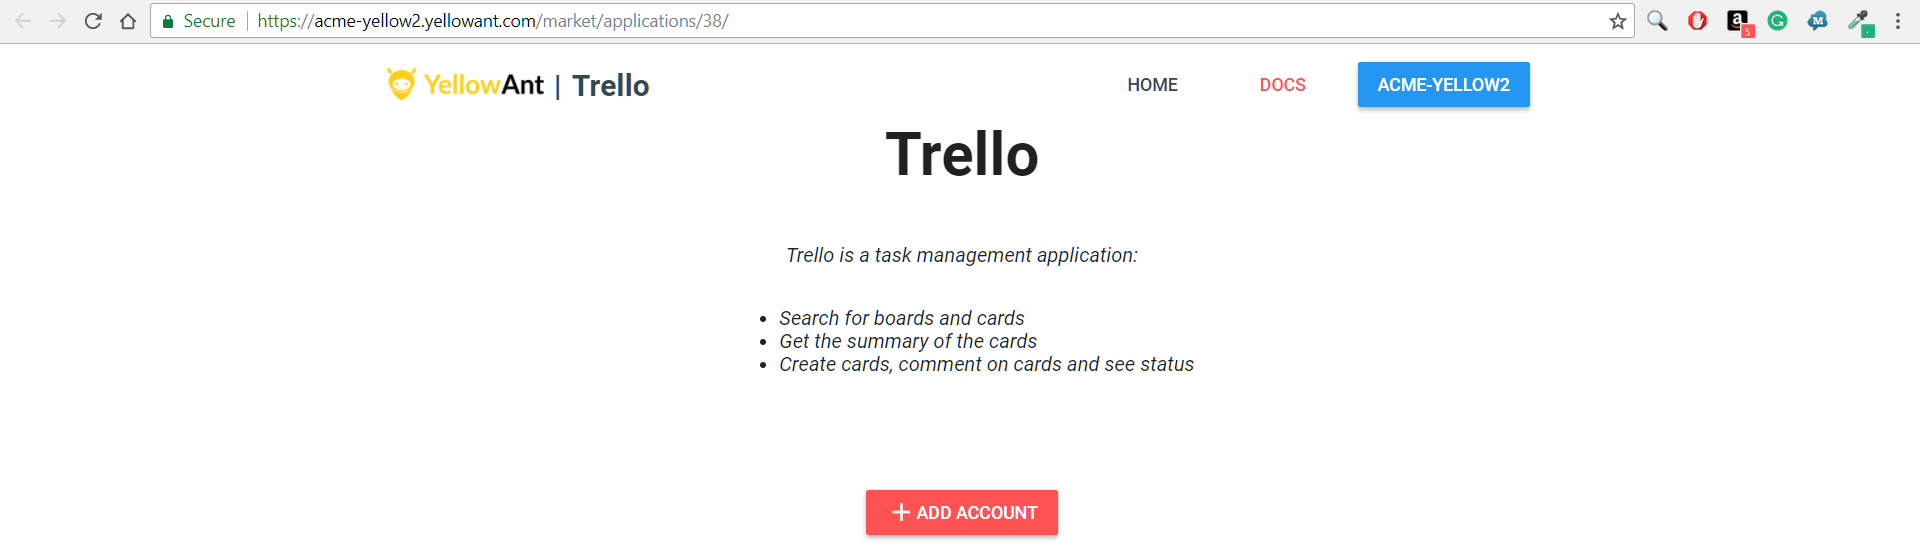 Secure https://acme-yellow2.yellowant.com/market/applications/38/
a 5 G M
YellowAnt | Trello HOME DOCS ACME-YELLOW2
Trello
Trello is a task management application:
• Search for boards and cards
• Get the summary of the cards
• Create cards, comment on cards and see status
+ ADD ACCOUNT